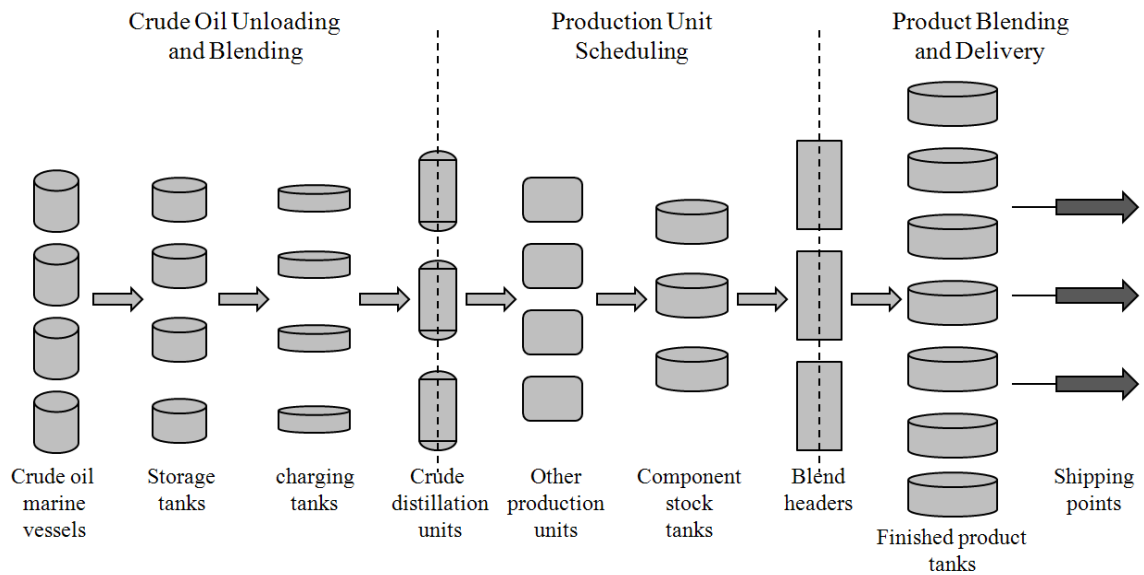 Crude Oil Unloading
and Blending
Production Unit
Scheduling
Product Blending
and Delivery
Crude oil
marine
vessels
Storage
tanks
charging
tanks
Crude
distillation
units
Other
production
units
Component
stock
tanks
Blend
headers
Finished product
tanks
Shipping
points